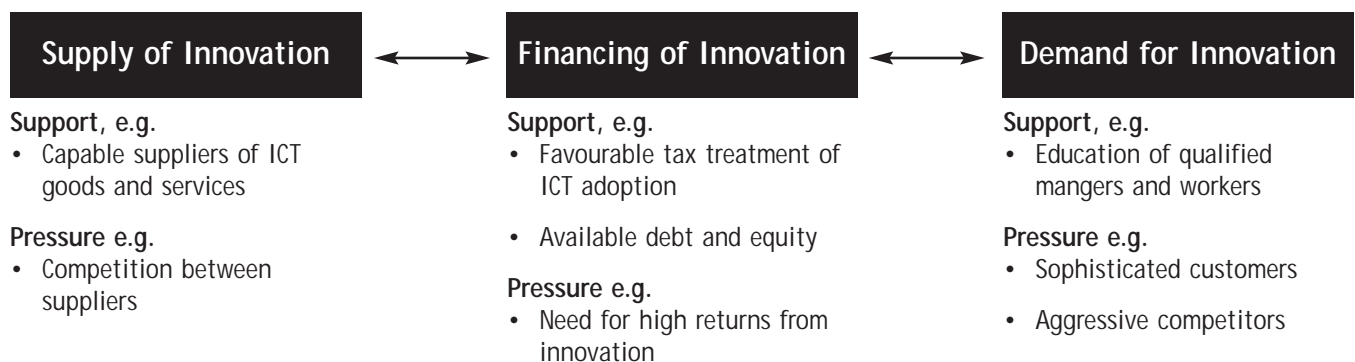 Supply of Innovation
Support, e.g.
• Capable suppliers of ICT
goods and services
Pressure e.g.
• Competition between
suppliers
Financing of Innovation
Support, e.g.
• Favourable tax treatment of
ICT adoption
• Available debt and equity
Pressure e.g.
• Need for high returns from
innovation
Demand for Innovation
Support, e.g.
• Education of qualified
mangers and workers
Pressure e.g.
• Sophisticated customers
• Aggressive competitors